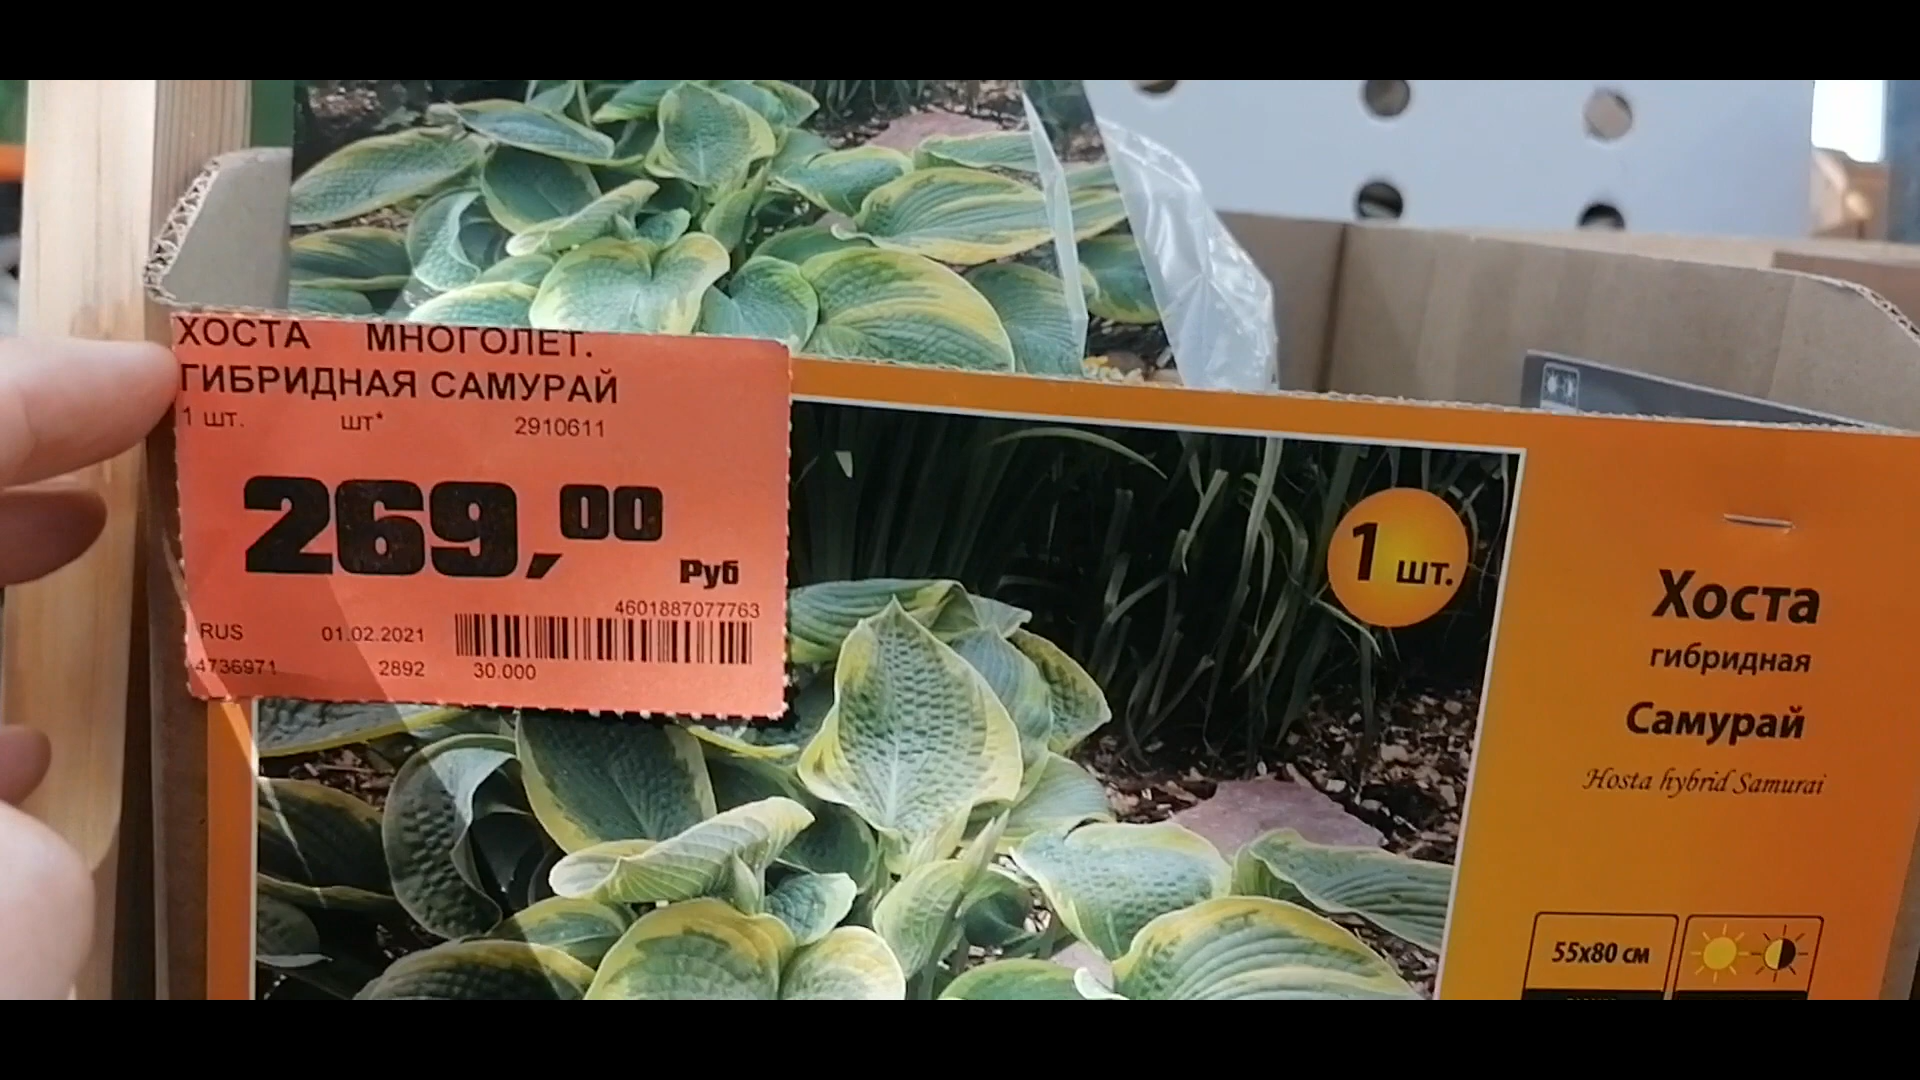 ХОСТА МНОГОЛЕТ.
ГИБРИДНАЯ САМУРАЙ
1 шт. шт* 2910611
269,00
Руб
4601887077763
RUS 01.02.2021
4736971 2892 30.000
1 шт.
Хоста
гибридная
Самурай
Hosta hybrid Samurai
55х80 см